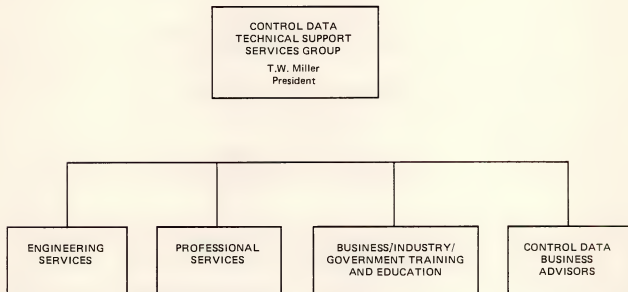 CONTROL DATA
TECHNICAL SUPPORT
SERVICES GROUP
T.W. Miller
President
ENGINEERING
SERVICES
PROFESSIONAL
SERVICES
BUSINESS/INDUSTRY/
GOVERNMENT TRAINING
AND EDUCATION
CONTROL DATA
BUSINESS
ADVISORS